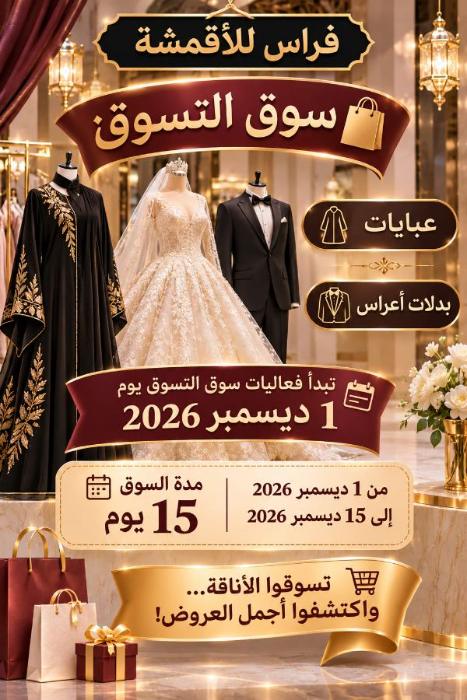 فراس للأقمشة
سوق التسوق
عبايات
بدلات أعراس
تبدأ فعاليات سوق التسوق يوم
1 ديسمبر 2026
من 1 ديسمبر 2026
إلى 15 ديسمبر 2026
مدة السوق
15 يوم
تسوقوا الأناقة...
واكتشفوا أجمل العروض!